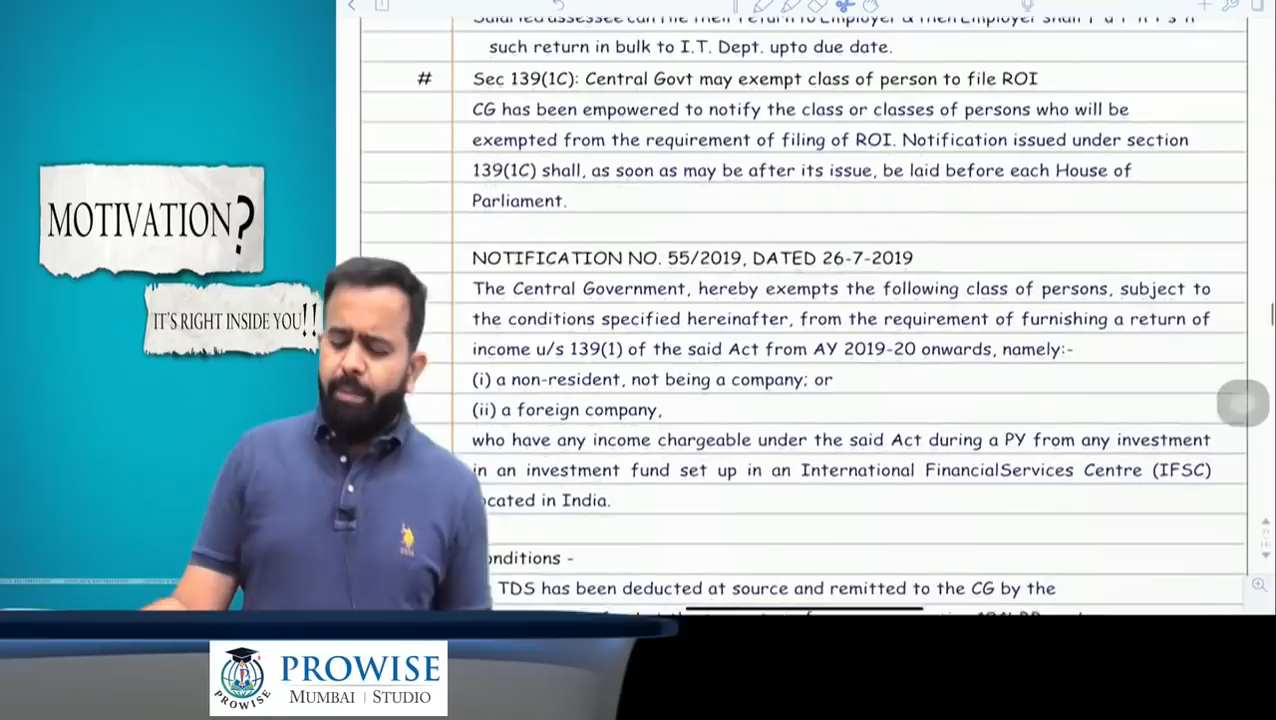 MOTIVATION?
IT'S RIGHT INSIDE YOU!!
such return in bulk to I.T. Dept. upto due date.
# Sec 139(1C): Central Govt may exempt class of person to file ROI
CG has been empowered to notify the class or classes of persons who will be
exempted from the requirement of filing of ROI. Notification issued under section
139(1C) shall, as soon as may be after its issue, be laid before each House of
Parliament.
NOTIFICATION NO. 55/2019, DATED 26-7-2019
The Central Government, hereby exempts the following class of persons, subject to
the conditions specified hereinafter, from the requirement of furnishing a return of
income u/s 139(1) of the said Act from AY 2019-20 onwards, namely:-
(i) a non-resident, not being a company; or
(ii) a foreign company,
who have any income chargeable under the said Act during a PY from any investment
in an investment fund set up in an International FinancialServices Centre (IFSC)
ocated in India.
onditions -
TDS has been deducted at source and remitted to the CG by the
PROWISE
PROWISE
MUMBAI | STUDIO